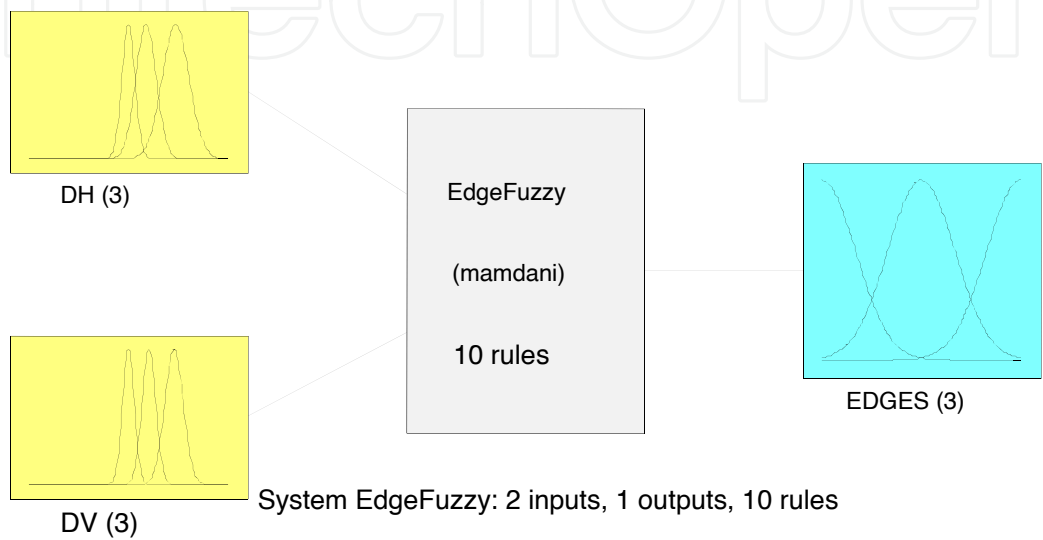 DH (3)
EdgeFuzzy
(mamdani)
10 rules
EDGES (3)
DV (3)
System EdgeFuzzy: 2 inputs, 1 outputs, 10 rules